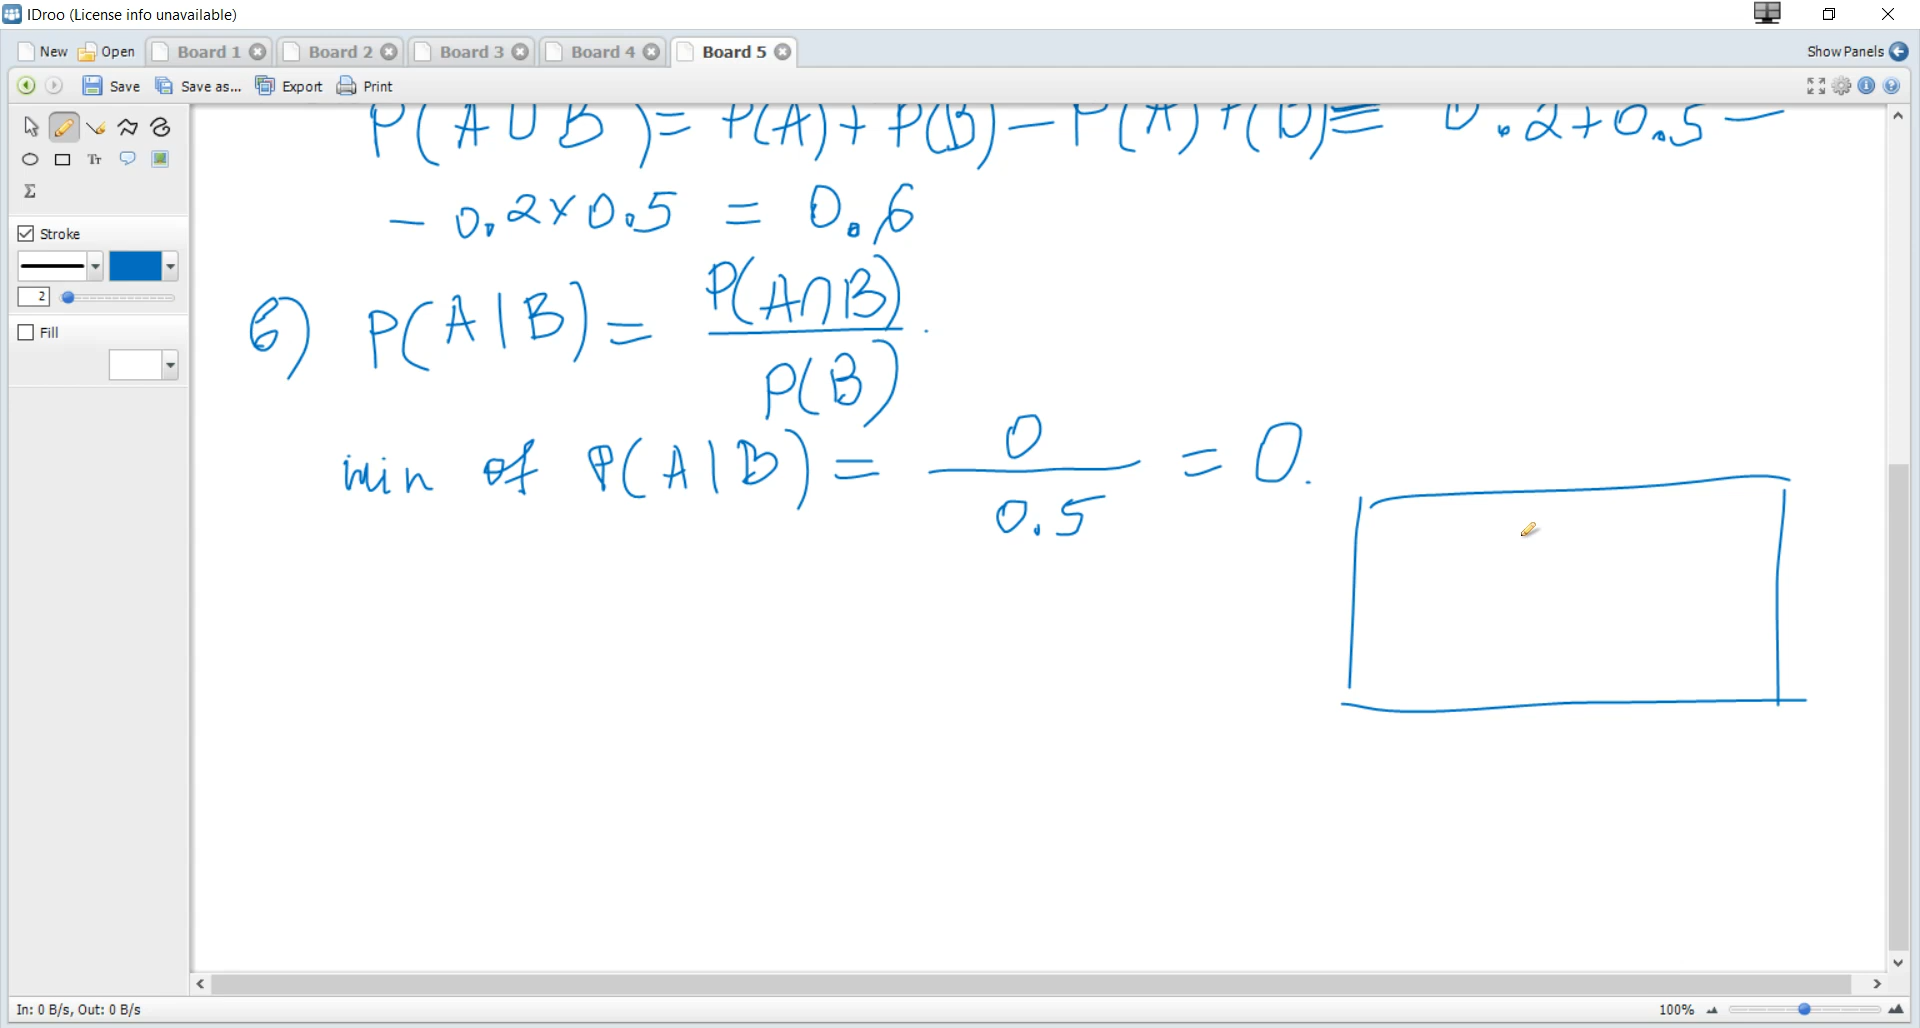 IDroo (License info unavailable)
New Open Board 1 Board 2 Board 3 Board 4 Board 5 Show Panels
Save Save as... Export Print
P(A∪B)= P(A)+P(B)-P(A)P(B)= 0.2+0.5-
-0.2×0.5 = 0.6
Tт
Σ
Stroke
2
Fill
б) P(A|B)= P(A∩B)
P(B)
min of P(A|B)= 0 = 0.
0.5
In: 0 B/s, Out: 0 B/s 100%